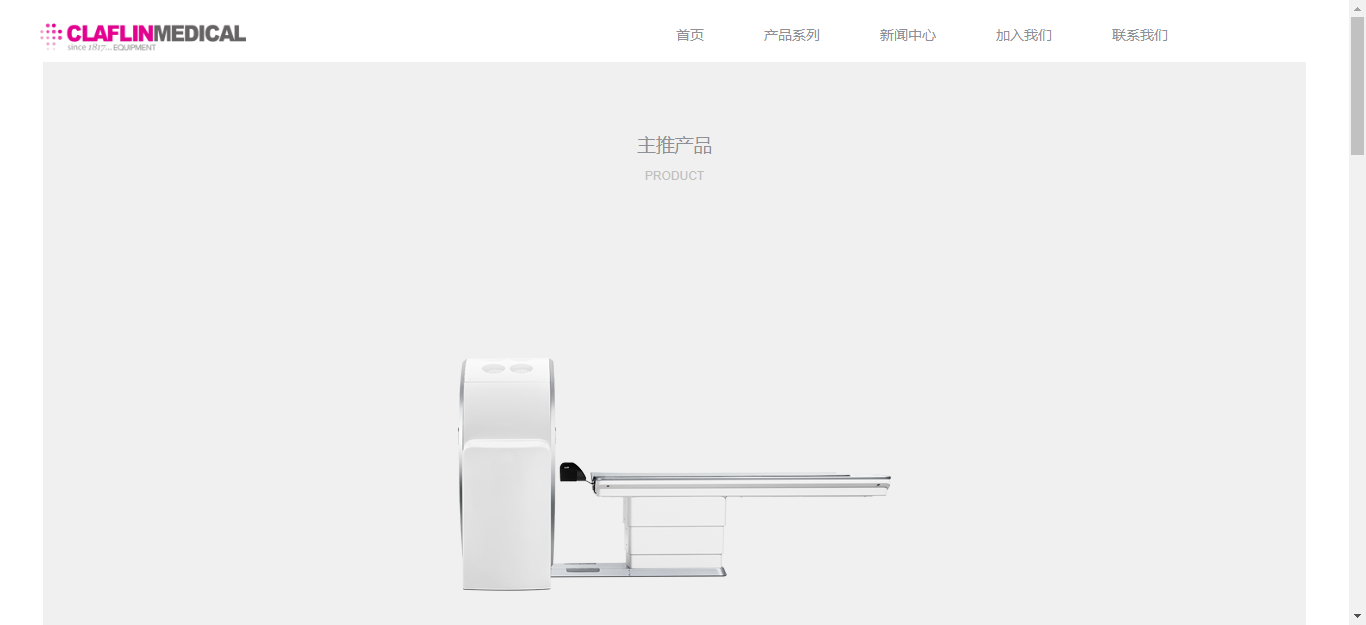 CLAFLINMEDICAL
since 1817...EQUIPMENT
首页
产品系列
新闻中心
加入我们
联系我们
主推产品
PRODUCT